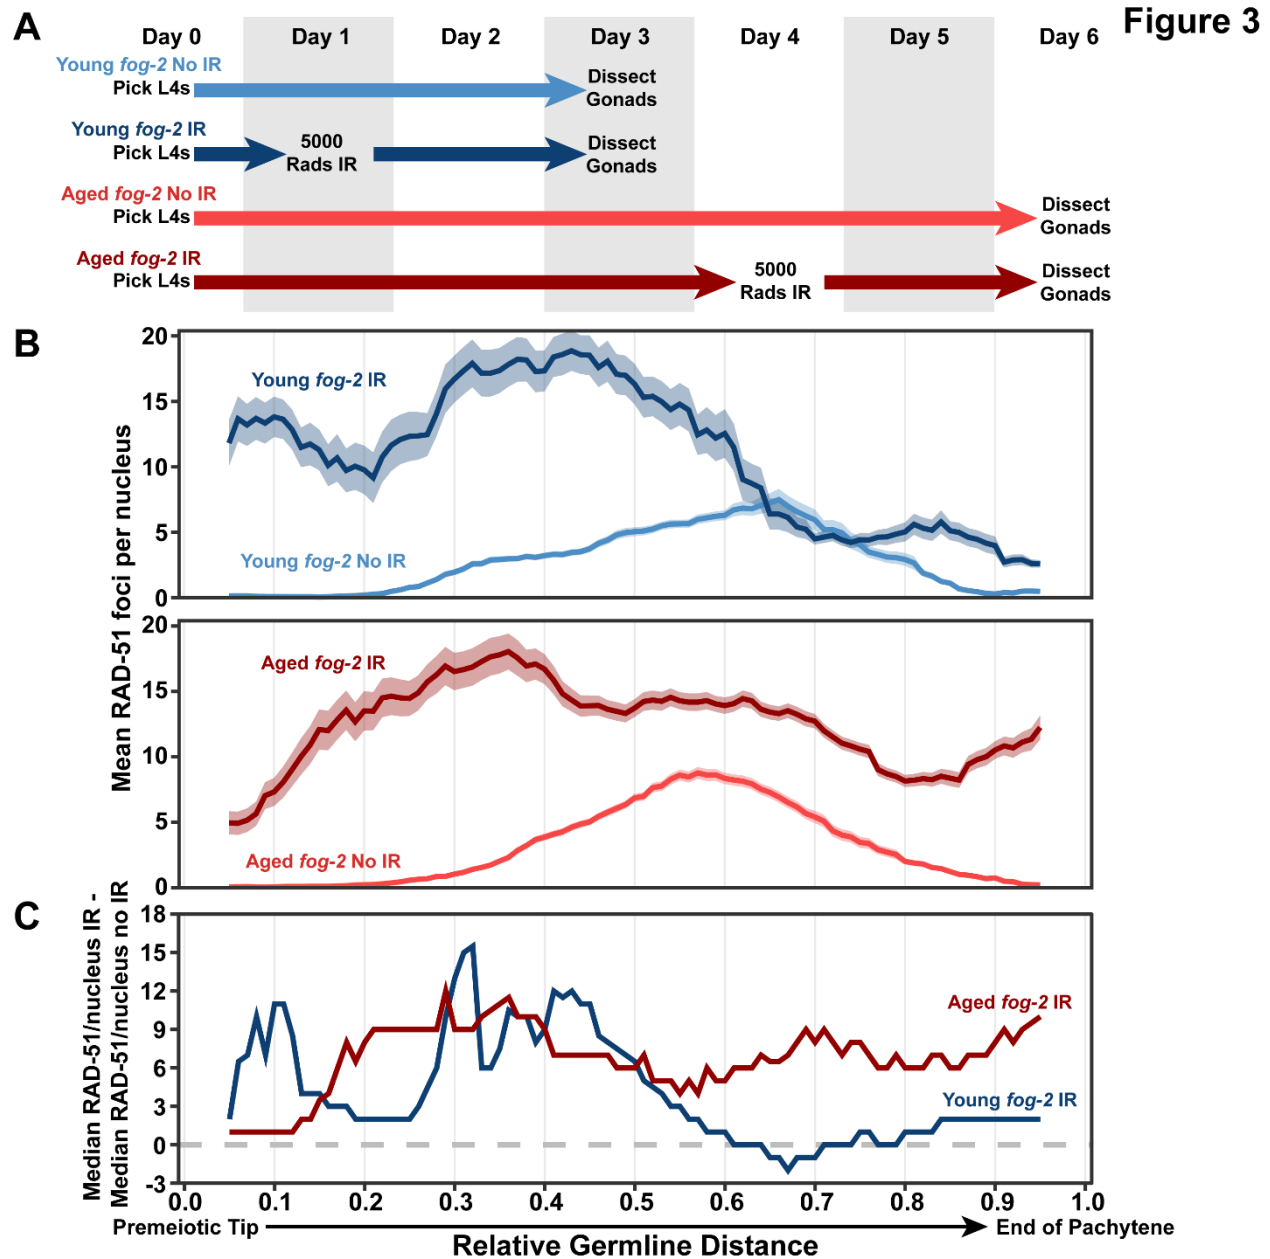 Figure 3
A
Day 0 Day 1 Day 2 Day 3 Day 4 Day 5 Day 6
Young fog-2 No IR
Pick L4s
Dissect
Gonads
Young fog-2 IR
Pick L4s
5000
Rads IR
Dissect
Gonads
Aged fog-2 No IR
Pick L4s
Dissect
Gonads
Aged fog-2 IR
Pick L4s
5000
Rads IR
Dissect
Gonads
B
Mean RAD-51 foci per nucleus
20
15
10
5
0
Young fog-2 IR
Young fog-2 No IR
20
15
10
5
0
Aged fog-2 IR
Aged fog-2 No IR
C
Median RAD-51/nucleus IR -
Median RAD-51/nucleus no IR
18
15
12
9
6
3
0
-3
Aged fog-2 IR
Young fog-2 IR
0.0 0.1 0.2 0.3 0.4 0.5 0.6 0.7 0.8 0.9 1.0
Premeiotic Tip End of Pachytene
Relative Germline Distance